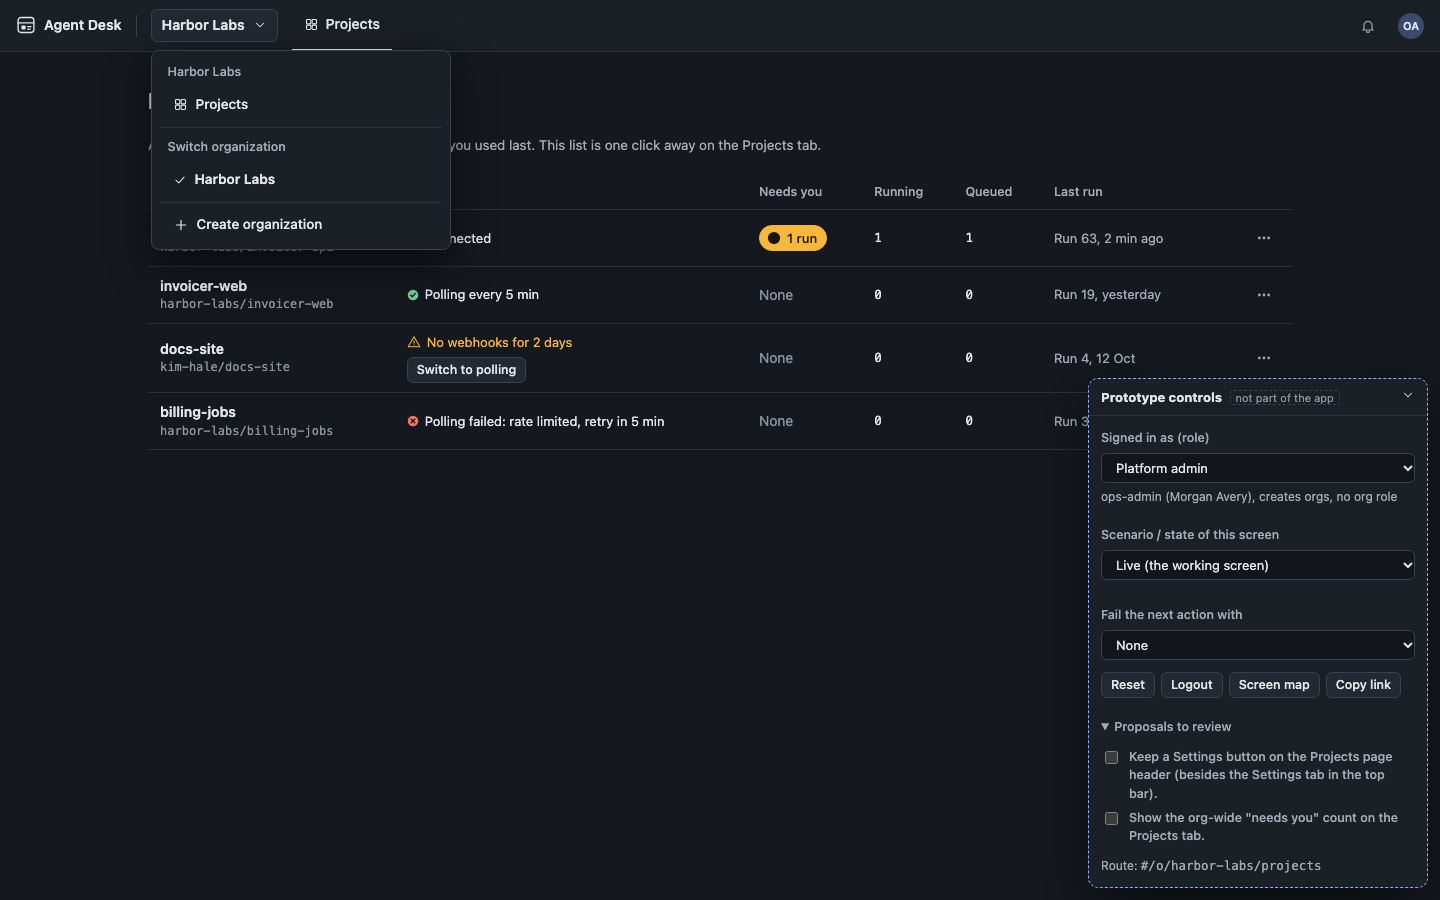 Agent Desk
Harbor Labs
Projects
OA
Harbor Labs
Projects
Switch organization
Harbor Labs
Create organization
you used last. This list is one click away on the Projects tab.
Needs you
Running
Queued
Last run
1 run
1
1
Run 63, 2 min ago
invoicer-web
harbor-labs/invoicer-web
Polling every 5 min
None
0
0
Run 19, yesterday
docs-site
kim-hale/docs-site
No webhooks for 2 days
Switch to polling
None
0
0
Run 4, 12 Oct
billing-jobs
harbor-labs/billing-jobs
Polling failed: rate limited, retry in 5 min
None
0
0
Run 3
Prototype controls
not part of the app
Signed in as (role)
Platform admin
ops-admin (Morgan Avery), creates orgs, no org role
Scenario / state of this screen
Live (the working screen)
Fail the next action with
None
Reset
Logout
Screen map
Copy link
Proposals to review
Keep a Settings button on the Projects page
header (besides the Settings tab in the top
bar).
Show the org-wide "needs you" count on the
Projects tab.
Route: #/o/harbor-labs/projects